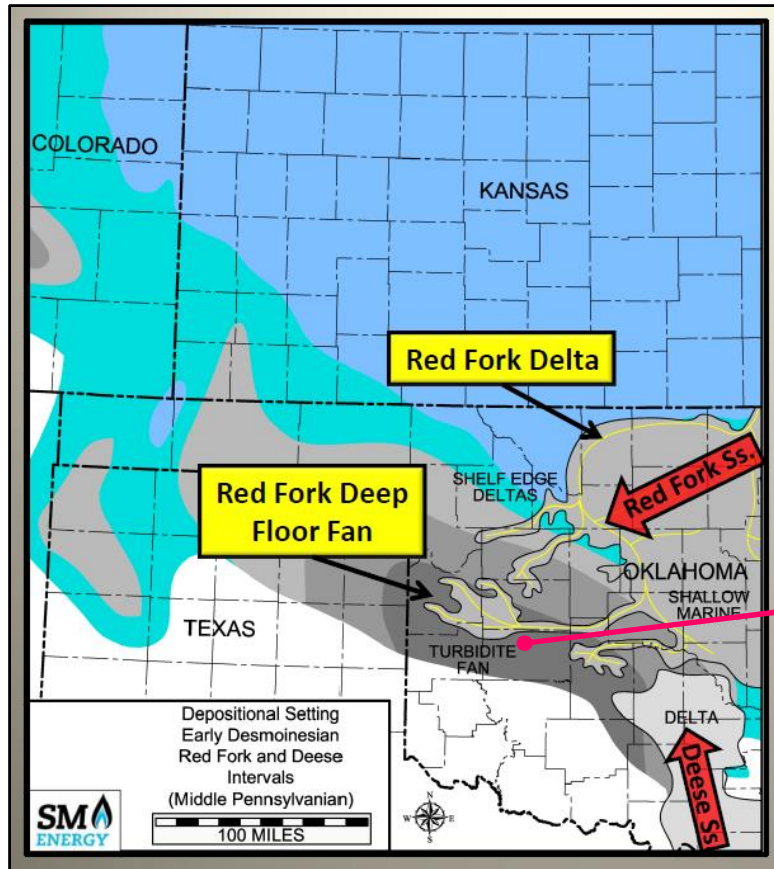 COLORADO
KANSAS
Red Fork Delta
SHELF EDGE
DELTAS
Red Fork Ss.
Red Fork Deep
Floor Fan
OKLAHOMA
SHALLOW
MARINE
TEXAS
TURBIDITE
FAN
DELTA
Deese Ss
Depositional Setting
Early Desmoinesian
Red Fork and Deese
Intervals
(Middle Pennsylvanian)
100 MILES
SM
ENERGY
N
W E
S